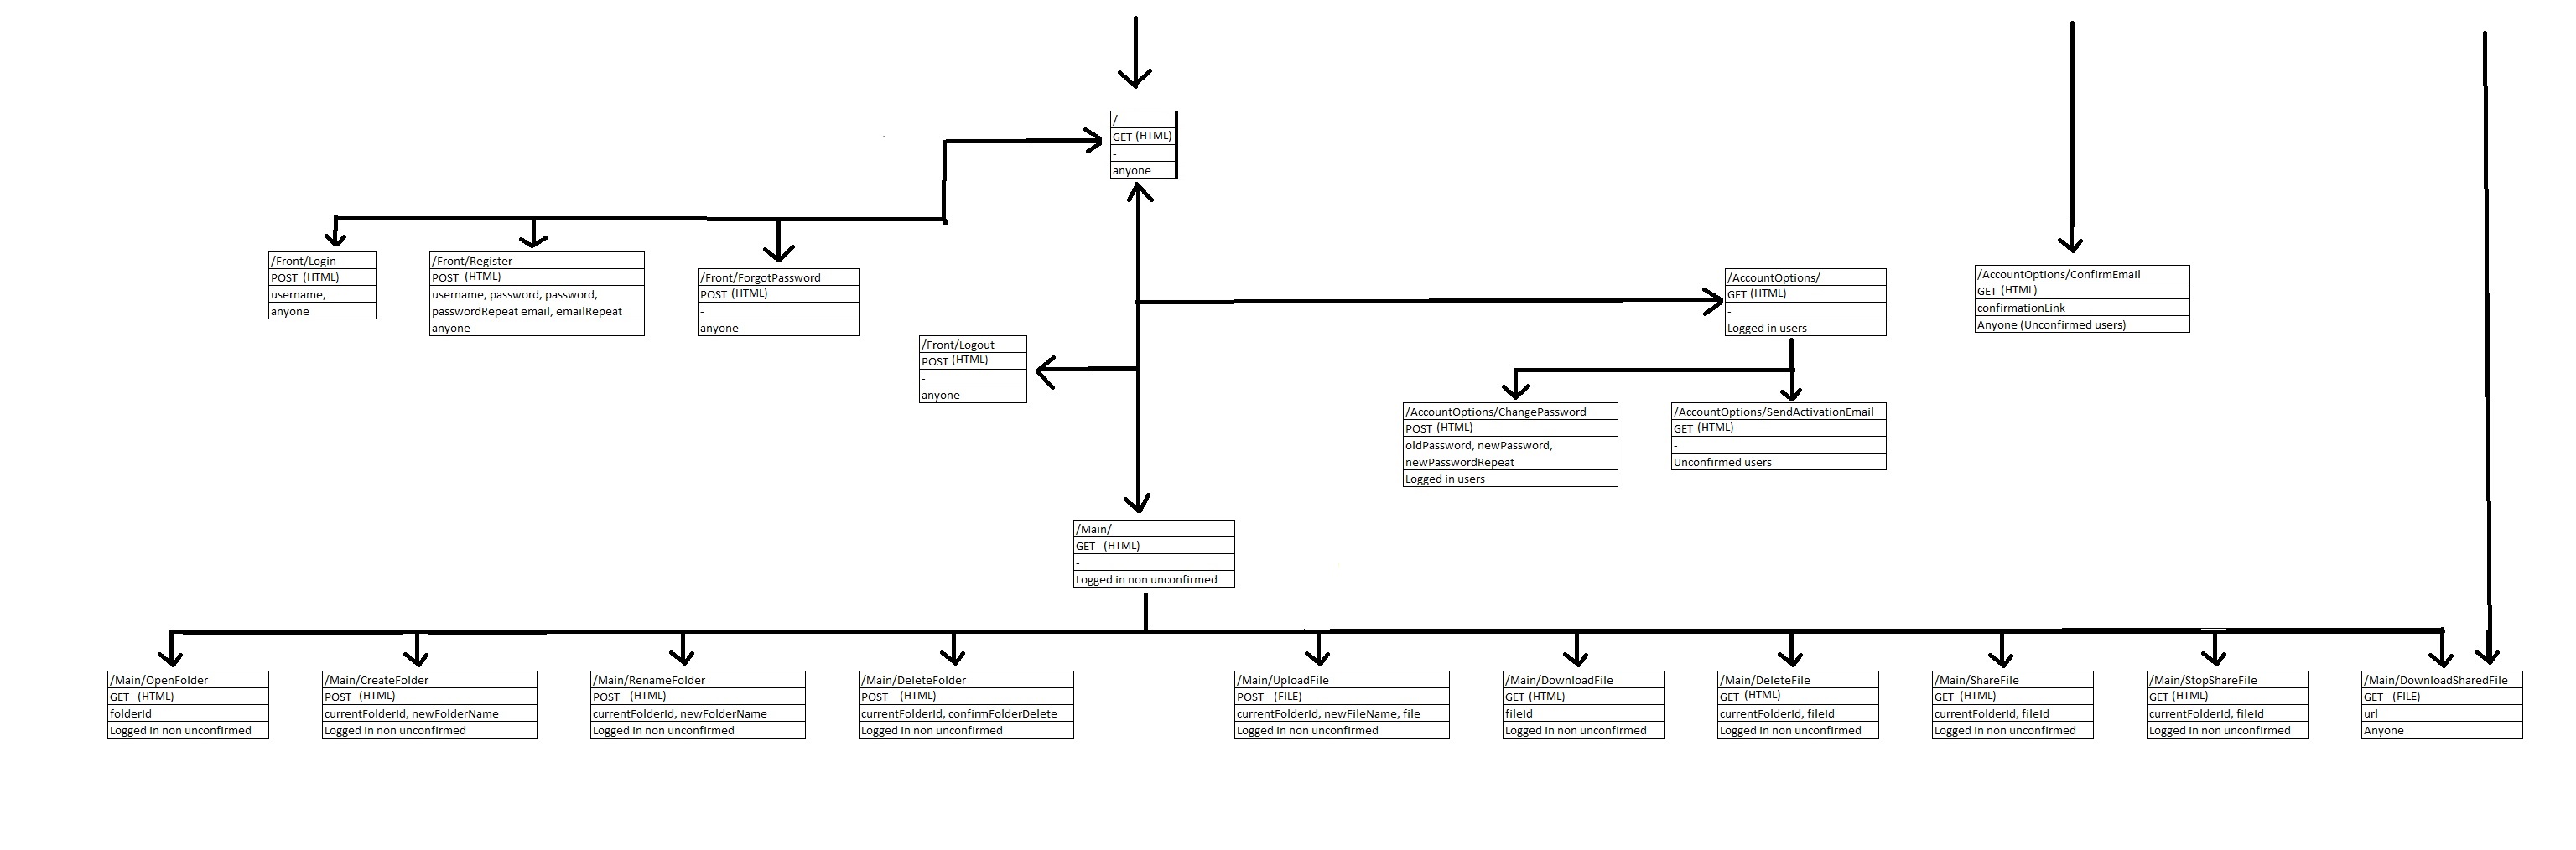 /
GET (HTML)
-
anyone
/Front/Login
POST (HTML)
username,
anyone
/Front/Register
POST (HTML)
username, password, password,
passwordRepeat email, emailRepeat
anyone
/Front/ForgotPassword
POST (HTML)
-
anyone
/Front/Logout
POST (HTML)
-
anyone
/AccountOptions/
GET (HTML)
-
Logged in users
/AccountOptions/ConfirmEmail
GET (HTML)
confirmationLink
Anyone (Unconfirmed users)
/AccountOptions/ChangePassword
POST (HTML)
oldPassword, newPassword,
newPasswordRepeat
Logged in users
/AccountOptions/SendActivationEmail
GET (HTML)
-
Unconfirmed users
/Main/
GET (HTML)
-
Logged in non unconfirmed
/Main/OpenFolder
GET (HTML)
folderId
Logged in non unconfirmed
/Main/CreateFolder
POST (HTML)
currentFolderId, newFolderName
Logged in non unconfirmed
/Main/RenameFolder
POST (HTML)
currentFolderId, newFolderName
Logged in non unconfirmed
/Main/DeleteFolder
POST (HTML)
currentFolderId, confirmFolderDelete
Logged in non unconfirmed
/Main/UploadFile
POST (FILE)
currentFolderId, newFileName, file
Logged in non unconfirmed
/Main/DownloadFile
GET (HTML)
fileId
Logged in non unconfirmed
/Main/DeleteFile
GET (HTML)
currentFolderId, fileId
Logged in non unconfirmed
/Main/ShareFile
GET (HTML)
currentFolderId, fileId
Logged in non unconfirmed
/Main/StopShareFile
GET (HTML)
currentFolderId, fileId
Logged in non unconfirmed
/Main/DownloadSharedFile
GET (FILE)
url
Anyone